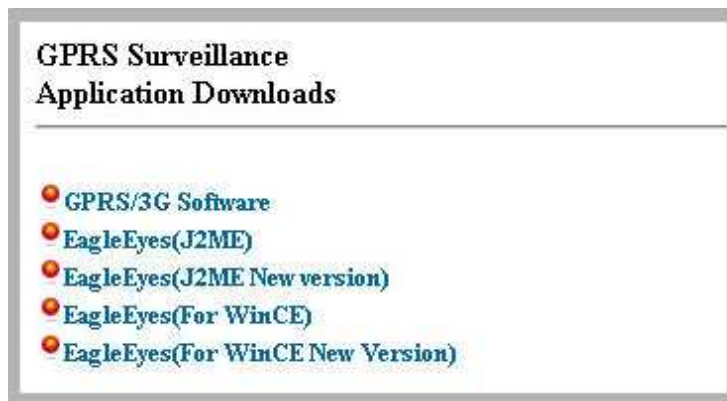 GPRS Surveillance
Application Downloads
GPRS/3G Software
EagleEyes(J2ME)
EagleEyes(J2ME New version)
EagleEyes(For WinCE)
EagleEyes(For WinCE New Version)